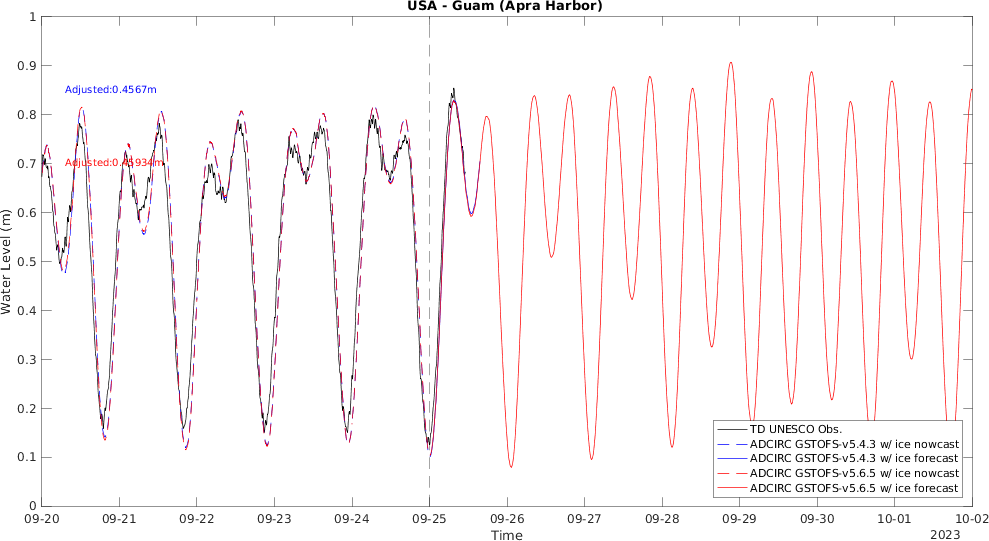 USA - Guam (Apra Harbor)
1
0.9
Adjusted:0.4567m
0.8
0.7
0.6
Water Level (m)
0.5
0.4
0.3
0.2
0.1
0
TD UNESCO Obs.
ADCIRC GSTOFS-v5.4.3 w/ ice nowcast
ADCIRC GSTOFS-v5.4.3 w/ ice forecast
ADCIRC GSTOFS-v5.6.5 w/ ice nowcast
ADCIRC GSTOFS-v5.6.5 w/ ice forecast
09-20 09-21 09-22 09-23 09-24 09-25 09-26 09-27 09-28 09-29 09-30 10-01 10-02
Time
2023